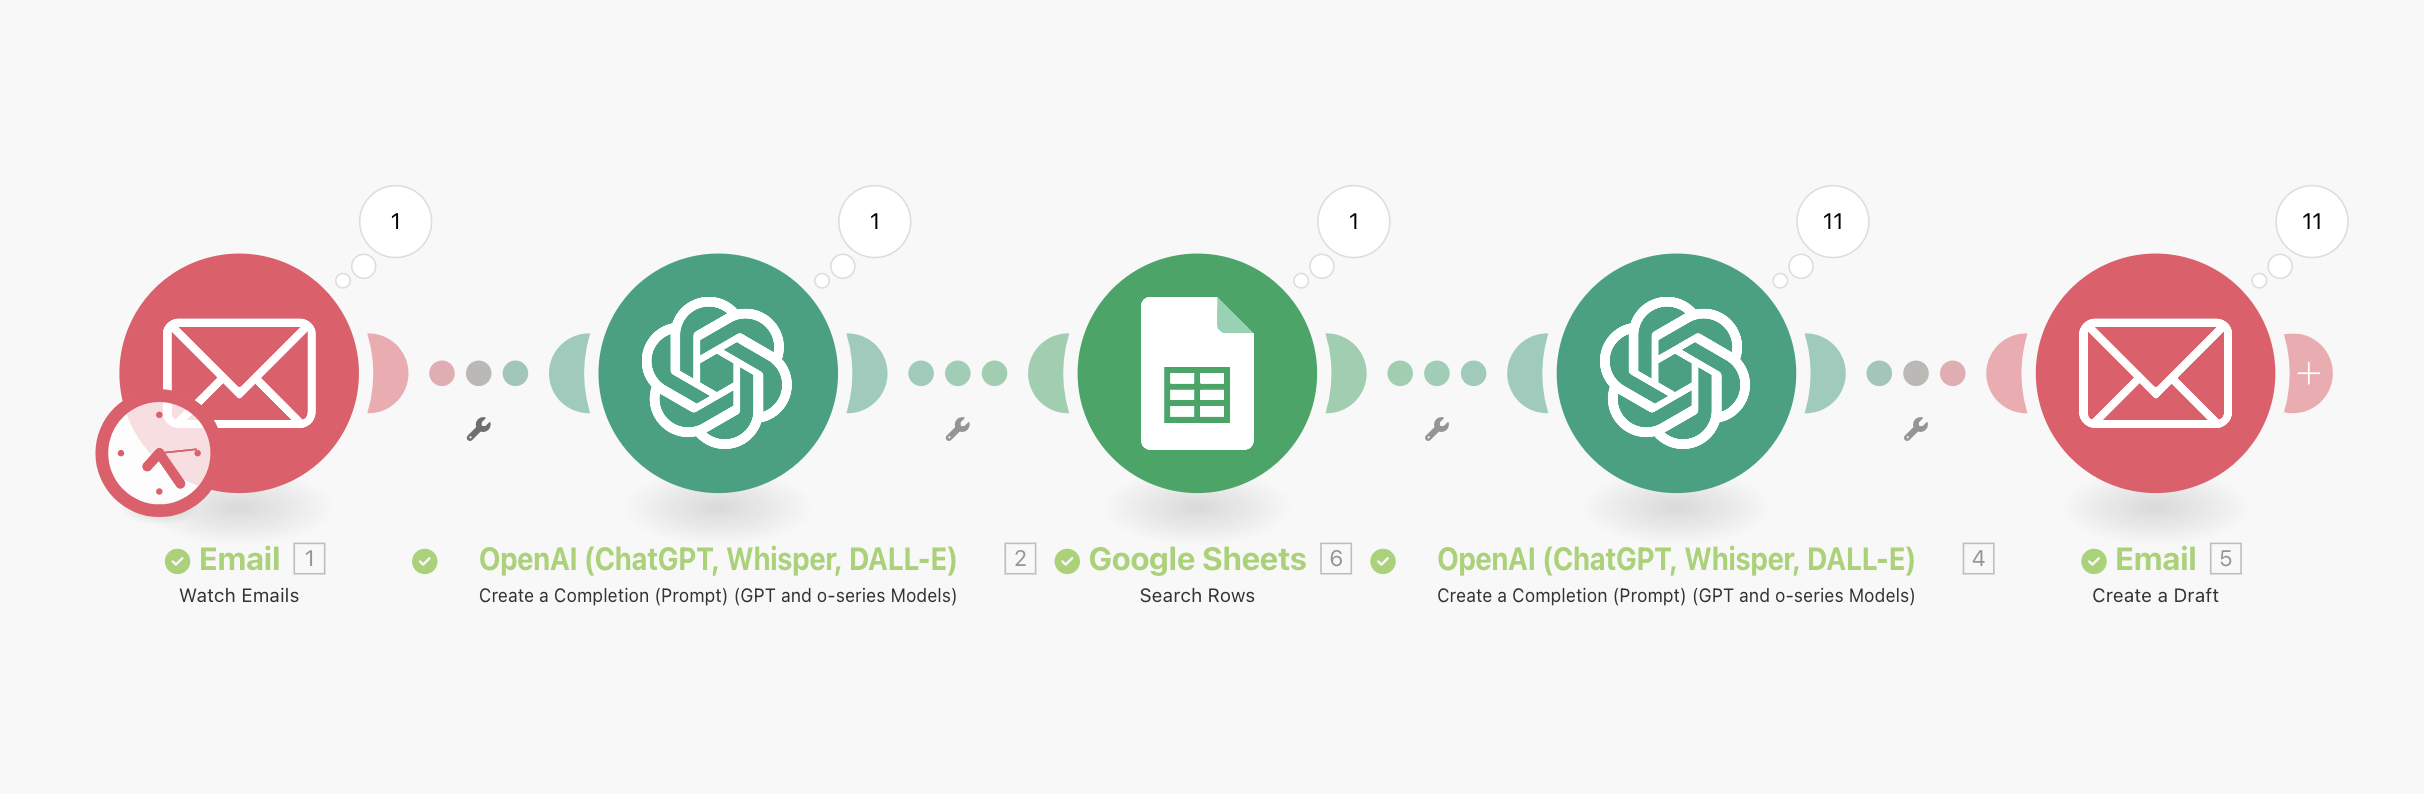 1
1
1
11
11
Email 1
Watch Emails
OpenAI (ChatGPT, Whisper, DALL-E) 2
Create a Completion (Prompt) (GPT and o-series Models)
Google Sheets 6
Search Rows
OpenAI (ChatGPT, Whisper, DALL-E) 4
Create a Completion (Prompt) (GPT and o-series Models)
Email 5
Create a Draft